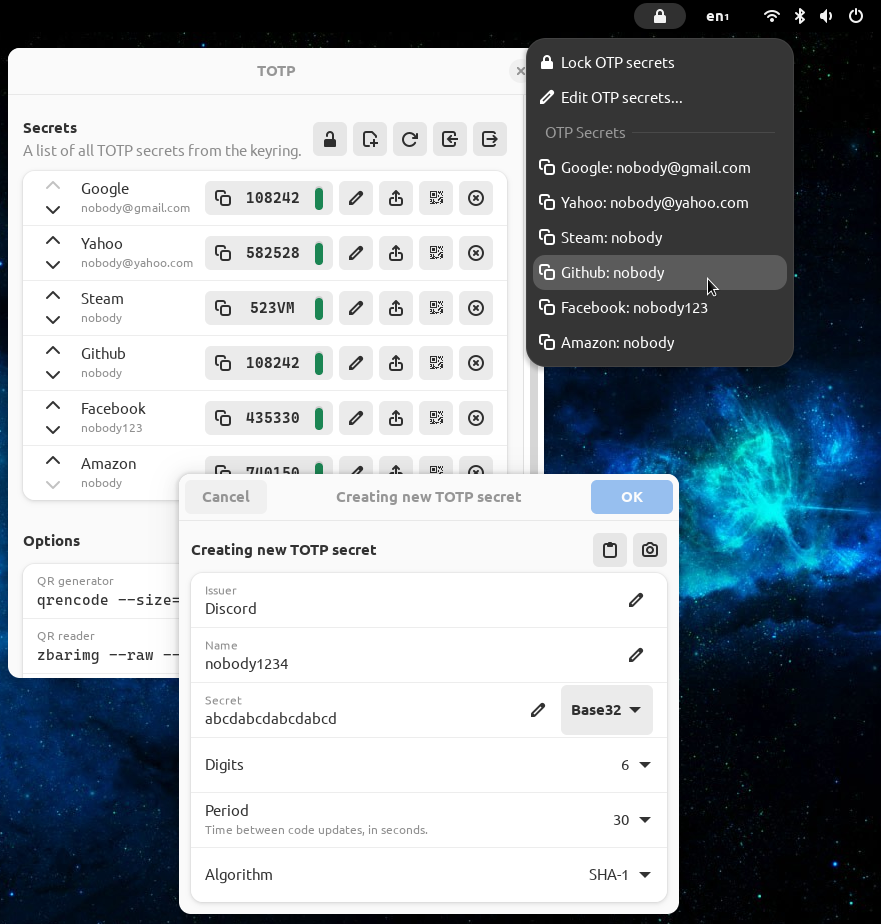 en₁
TOTP
Secrets
A list of all TOTP secrets from the keyring.
Google
nobody@gmail.com
108242
Yahoo
nobody@yahoo.com
582528
Steam
nobody
523VM
Github
nobody
108242
Facebook
nobody123
435330
Amazon
nobody
740150
Options
QR generator
qrencode --size=
QR reader
zbarimg --raw --
Lock OTP secrets
Edit OTP secrets...
OTP Secrets
Google: nobody@gmail.com
Yahoo: nobody@yahoo.com
Steam: nobody
Github: nobody
Facebook: nobody123
Amazon: nobody
Cancel
Creating new TOTP secret
OK
Creating new TOTP secret
Issuer
Discord
Name
nobody1234
Secret
abcdabcdabcdabcd
Base32
Digits
6
Period
Time between code updates, in seconds.
30
Algorithm
SHA-1